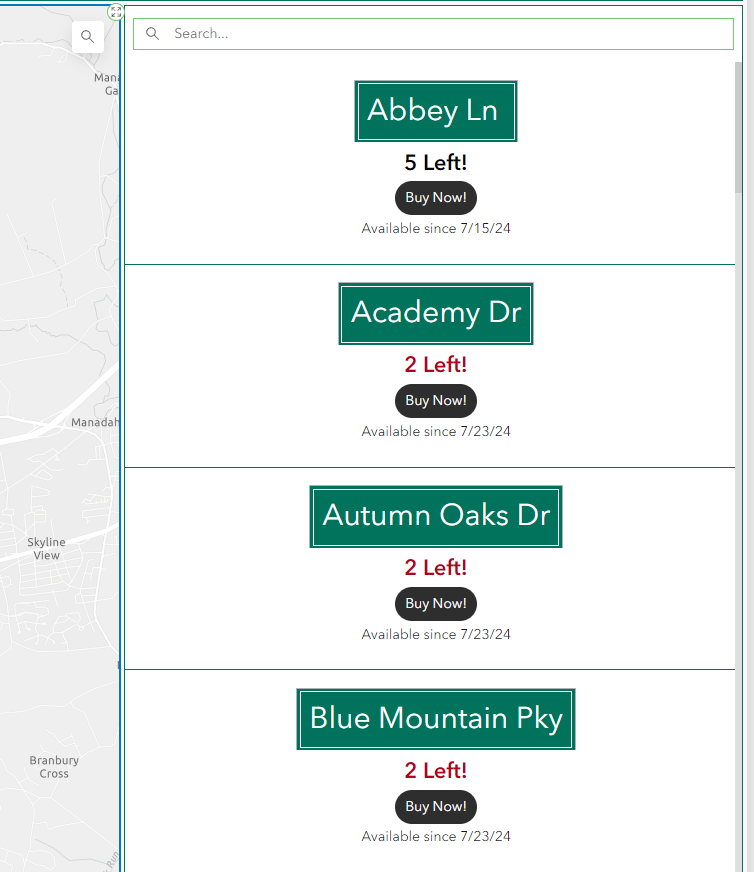 Search...
Abbey Ln
5 Left!
Buy Now!
Available since 7/15/24
Academy Dr
2 Left!
Buy Now!
Available since 7/23/24
Autumn Oaks Dr
2 Left!
Buy Now!
Available since 7/23/24
Blue Mountain Pky
2 Left!
Buy Now!
Available since 7/23/24
Mana
Ga
Manadah
Skyline
View
Branbury
Cross
Run